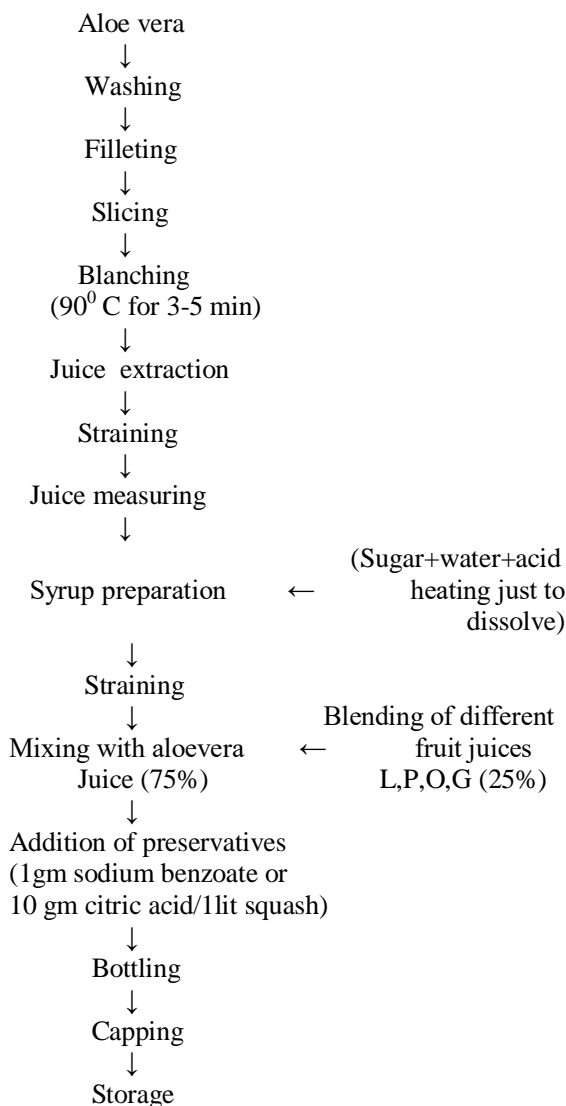 Aloe vera
↓
Washing
↓
Filleting
↓
Slicing
↓
Blanching
(90⁰ C for 3-5 min)
↓
Juice extraction
↓
Straining
↓
Juice measuring
↓
Syrup preparation ← (Sugar+water+acid
heating just to
dissolve)
↓
Straining
↓
Mixing with aloevera
Juice (75%)
← Blending of different
fruit juices
L,P,O,G (25%)
↓
Addition of preservatives
(1gm sodium benzoate or
10 gm citric acid/1lit squash)
↓
Bottling
↓
Capping
↓
Storage